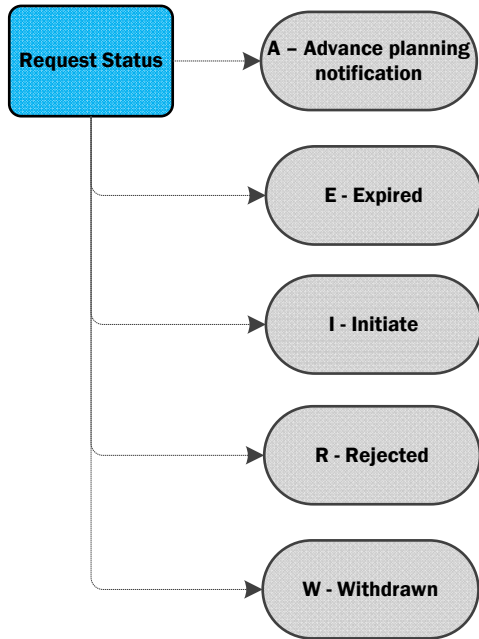 Request Status
A – Advance planning
notification
E - Expired
I - Initiate
R - Rejected
W - Withdrawn